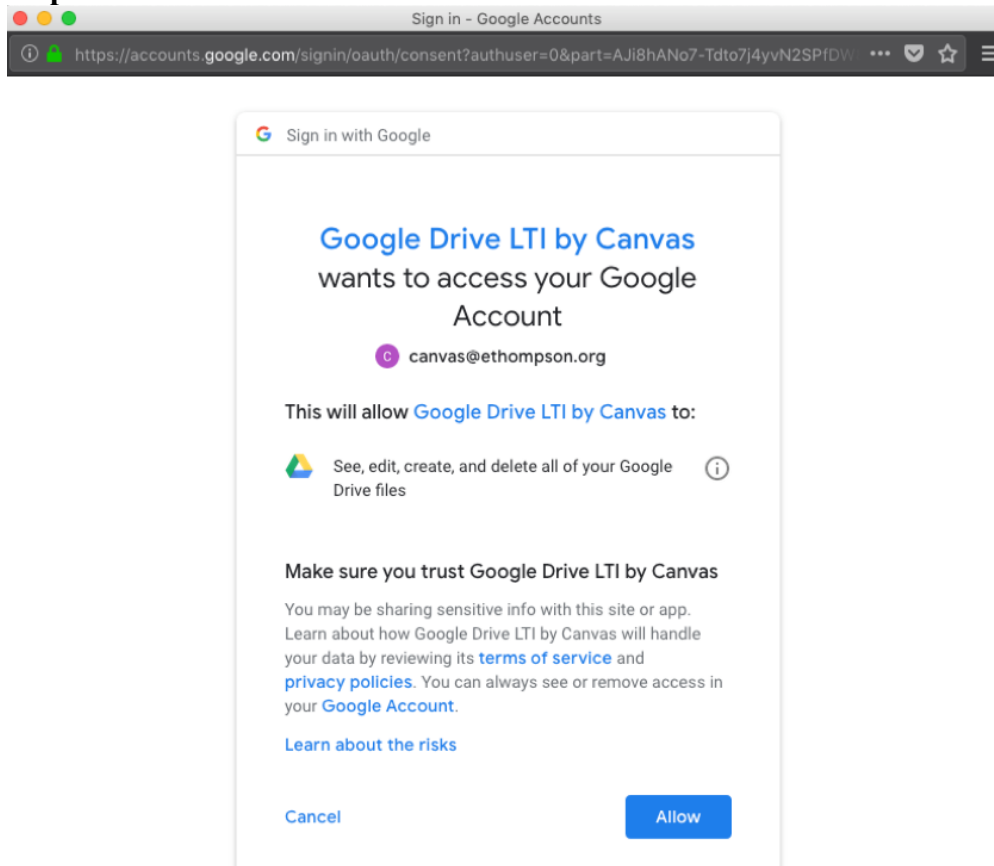 Sign in - Google Accounts
https://accounts.google.com/signin/oauth/consent?authuser=0&part=AJi8hANo7-Tdto7j4yvN2SPfDW
Sign in with Google
Google Drive LTI by Canvas
wants to access your Google
Account
C canvas@ethompson.org
This will allow Google Drive LTI by Canvas to:
See, edit, create, and delete all of your Google
Drive files
Make sure you trust Google Drive LTI by Canvas
You may be sharing sensitive info with this site or app.
Learn about how Google Drive LTI by Canvas will handle
your data by reviewing its terms of service and
privacy policies. You can always see or remove access in
your Google Account.
Learn about the risks
Cancel
Allow